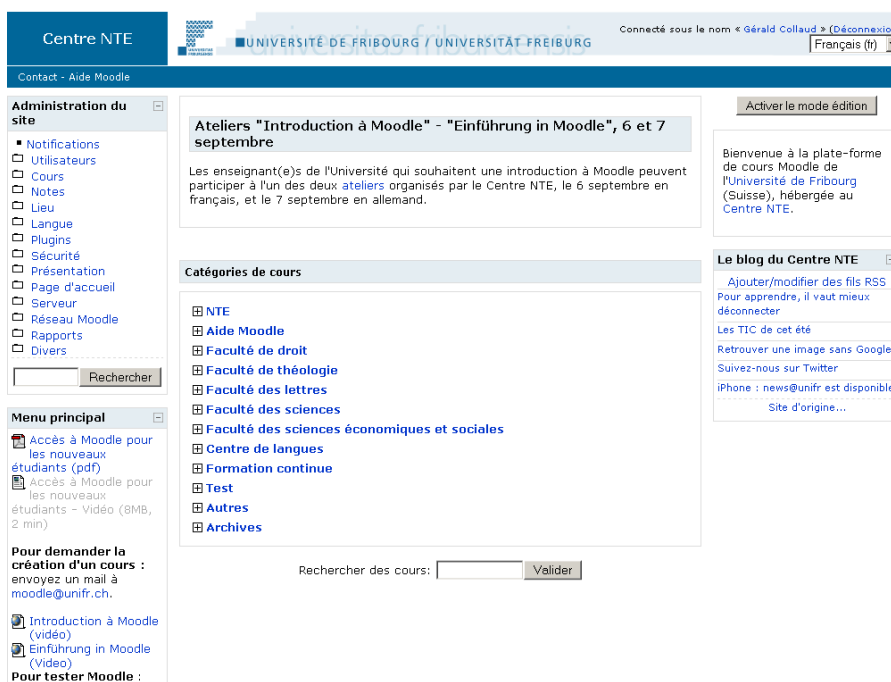 Centre NTE
UNIVERSITÉ DE FRIBOURG / UNIVERSITÄT FREIBURG
universitas friburgensis
Connecté sous le nom « Gérald Collaud » (Déconnexio
Français (fr)
Contact - Aide Moodle
Administration du
site
Notifications
Utilisateurs
Cours
Notes
Lieu
Langue
Plugins
Sécurité
Présentation
Page d'accueil
Serveur
Réseau Moodle
Rapports
Divers
Rechercher
Menu principal
Accès à Moodle pour
les nouveaux
étudiants (pdf)
Accès à Moodle pour
les nouveaux
étudiants - Vidéo (8MB,
2 min)
Pour demander la
création d'un cours :
envoyez un mail à
moodle@unifr.ch.
Introduction à Moodle
(vidéo)
Einführung in Moodle
(Video)
Pour tester Moodle :
Ateliers "Introduction à Moodle" - "Einführung in Moodle", 6 et 7
septembre
Les enseignant(e)s de l'Université qui souhaitent une introduction à Moodle peuvent
participer à l'un des deux ateliers organisés par le Centre NTE, le 6 septembre en
français, et le 7 septembre en allemand.
Catégories de cours
NTE
Aide Moodle
Faculté de droit
Faculté de théologie
Faculté des lettres
Faculté des sciences
Faculté des sciences économiques et sociales
Centre de langues
Formation continue
Test
Autres
Archives
Rechercher des cours:
Valider
Activer le mode édition
Bienvenue à la plate-forme
de cours Moodle de
l'Université de Fribourg
(Suisse), hébergée au
Centre NTE.
Le blog du Centre NTE
Ajouter/modifier des fils RSS
Pour apprendre, il vaut mieux
déconnecter
Les TIC de cet été
Retrouver une image sans Google
Suivez-nous sur Twitter
iPhone : news@unifr est disponible
Site d'origine...